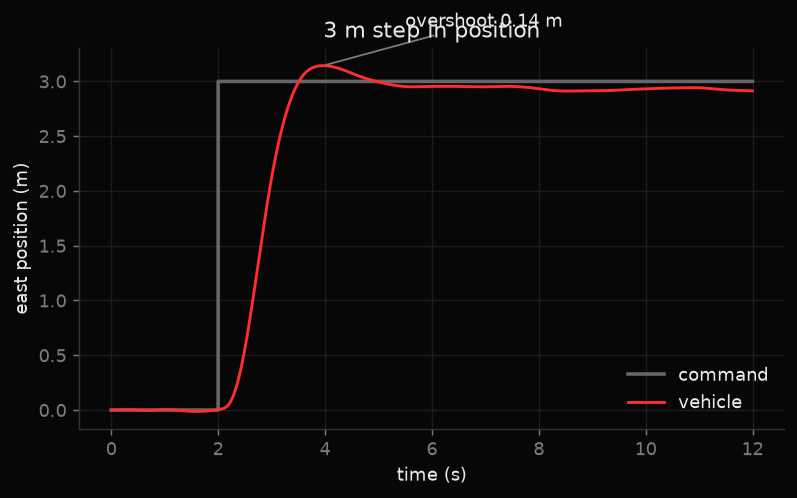 overshoot 0.14 m
3 m step in position
3.0
2.5
2.0
1.5
1.0
0.5
0.0
east position (m)
command
vehicle
0 2 4 6 8 10 12
time (s)